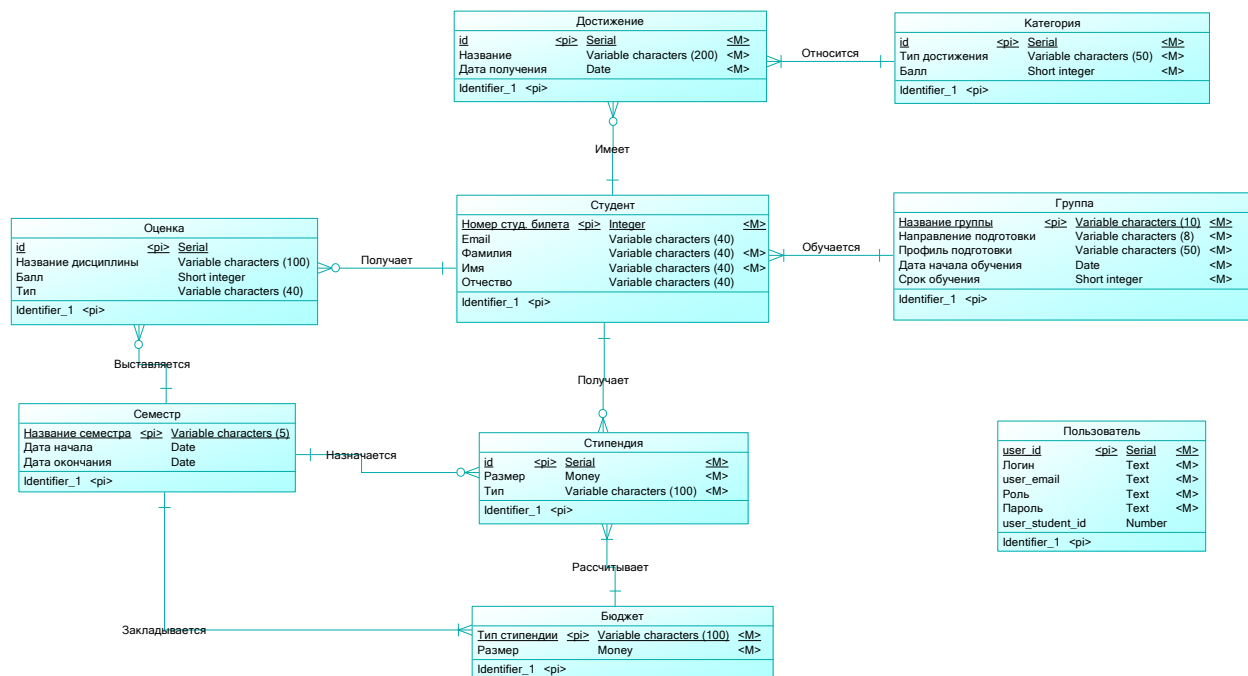 Достижение
id <pi> Serial <M>
Название Variable characters (200) <M>
Дата получения Date <M>
Identifier_1 <pi>
Относится
Категория
id <pi> Serial <M>
Тип достижения Variable characters (50) <M>
Балл Short integer <M>
Identifier_1 <pi>
Имеет
Оценка
id <pi> Serial
Название дисциплины Variable characters (100)
Балл Short integer
Тип Variable characters (40)
Identifier_1 <pi>
Получает
Студент
Номер студ. билета <pi> Integer <M>
Email Variable characters (40)
Фамилия Variable characters (40) <M>
Имя Variable characters (40) <M>
Отчество Variable characters (40)
Identifier_1 <pi>
Обучается
Группа
Название группы <pi> Variable characters (10) <M>
Направление подготовки Variable characters (8) <M>
Профиль подготовки Variable characters (50) <M>
Дата начала обучения Date <M>
Срок обучения Short integer <M>
Identifier_1 <pi>
Выставляется
Получает
Семестр
Название семестра <pi> Variable characters (5)
Дата начала Date
Дата окончания Date
Identifier_1 <pi>
Назначается
Стипендия
id <pi> Serial <M>
Размер Money <M>
Тип Variable characters (100) <M>
Identifier_1 <pi>
Пользователь
user_id <pi> Serial <M>
Логин Text <M>
user_email Text <M>
Роль Text <M>
Пароль Text <M>
user_student_id Number
Identifier_1 <pi>
Рассчитывает
Закладывается
Бюджет
Тип стипендии <pi> Variable characters (100) <M>
Размер Money <M>
Identifier_1 <pi>